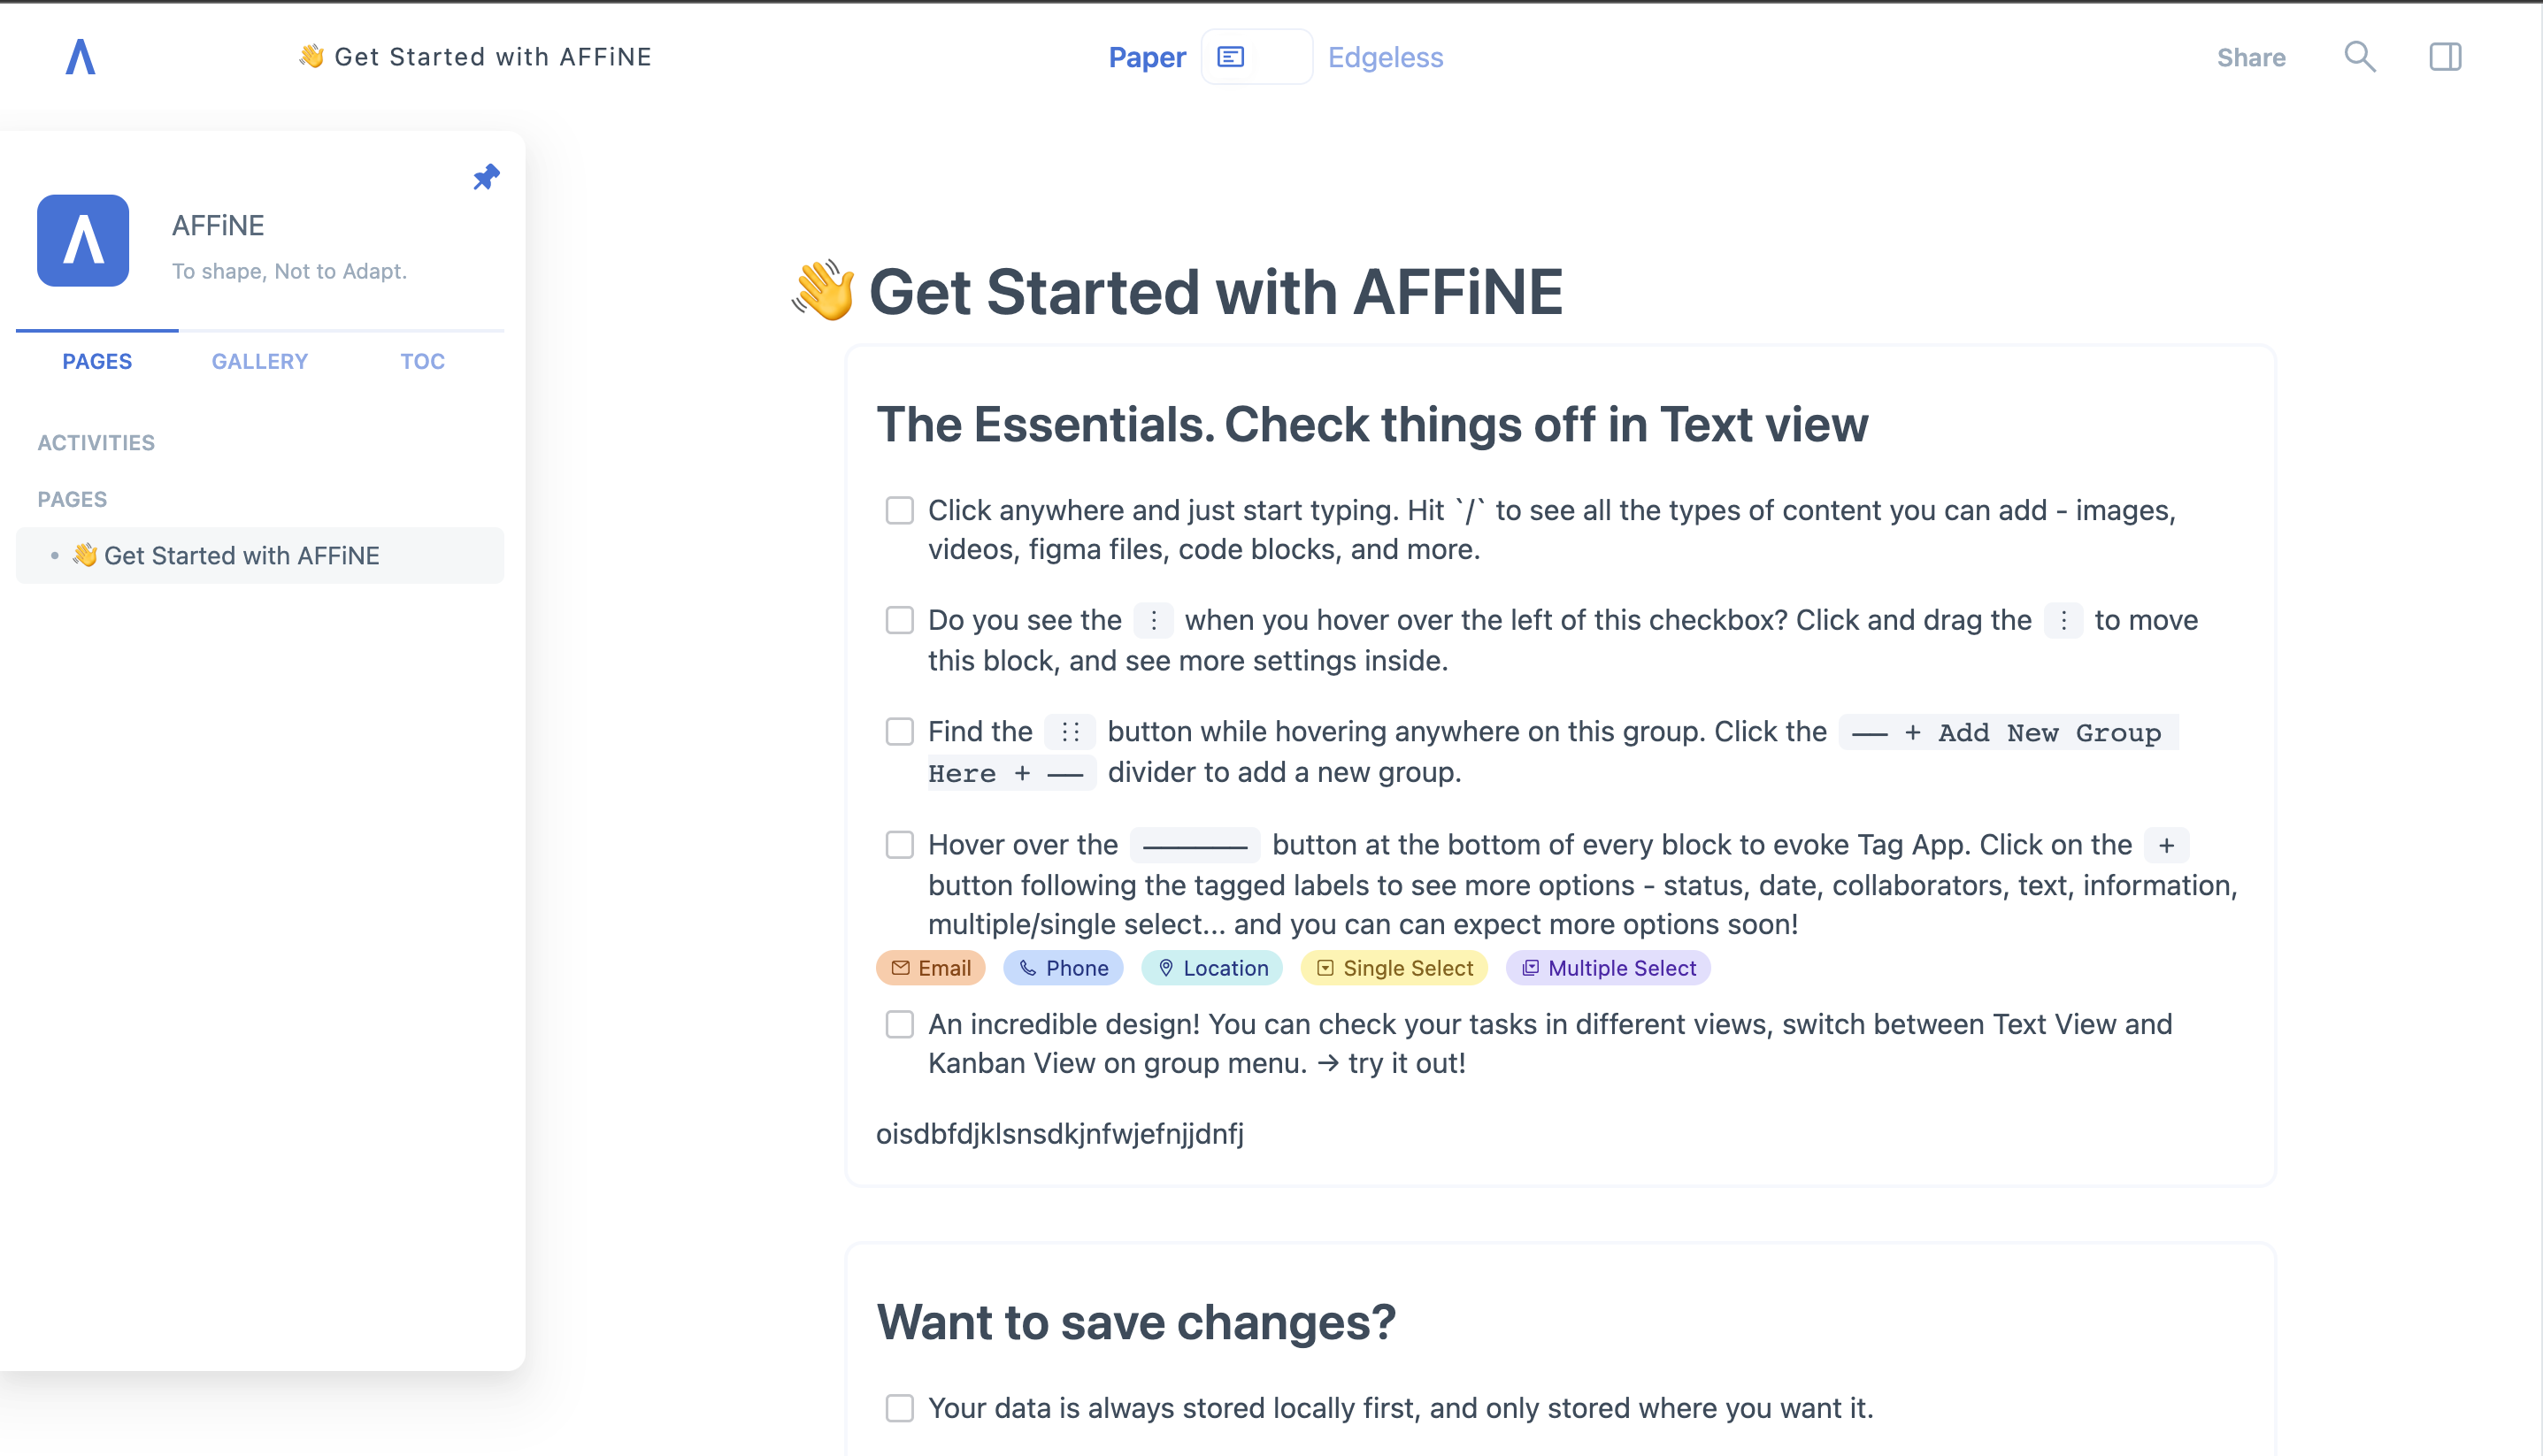 👋 Get Started with AFFiNE
Paper
Edgeless
Share
AFFiNE
To shape, Not to Adapt.
PAGES
GALLERY
TOC
ACTIVITIES
PAGES
• 👋 Get Started with AFFiNE
👋 Get Started with AFFiNE
The Essentials. Check things off in Text view
Click anywhere and just start typing. Hit `/` to see all the types of content you can add - images,
videos, figma files, code blocks, and more.
Do you see the ⋮ when you hover over the left of this checkbox? Click and drag the ⋮ to move
this block, and see more settings inside.
Find the ⋮⋮ button while hovering anywhere on this group. Click the —— + Add New Group
Here + —— divider to add a new group.
Hover over the —————— button at the bottom of every block to evoke Tag App. Click on the +
button following the tagged labels to see more options - status, date, collaborators, text, information,
multiple/single select... and you can can expect more options soon!
Email Phone Location Single Select Multiple Select
An incredible design! You can check your tasks in different views, switch between Text View and
Kanban View on group menu. → try it out!
oisdbfdjklsnsdkjnfwjefnjjdnfj
Want to save changes?
Your data is always stored locally first, and only stored where you want it.